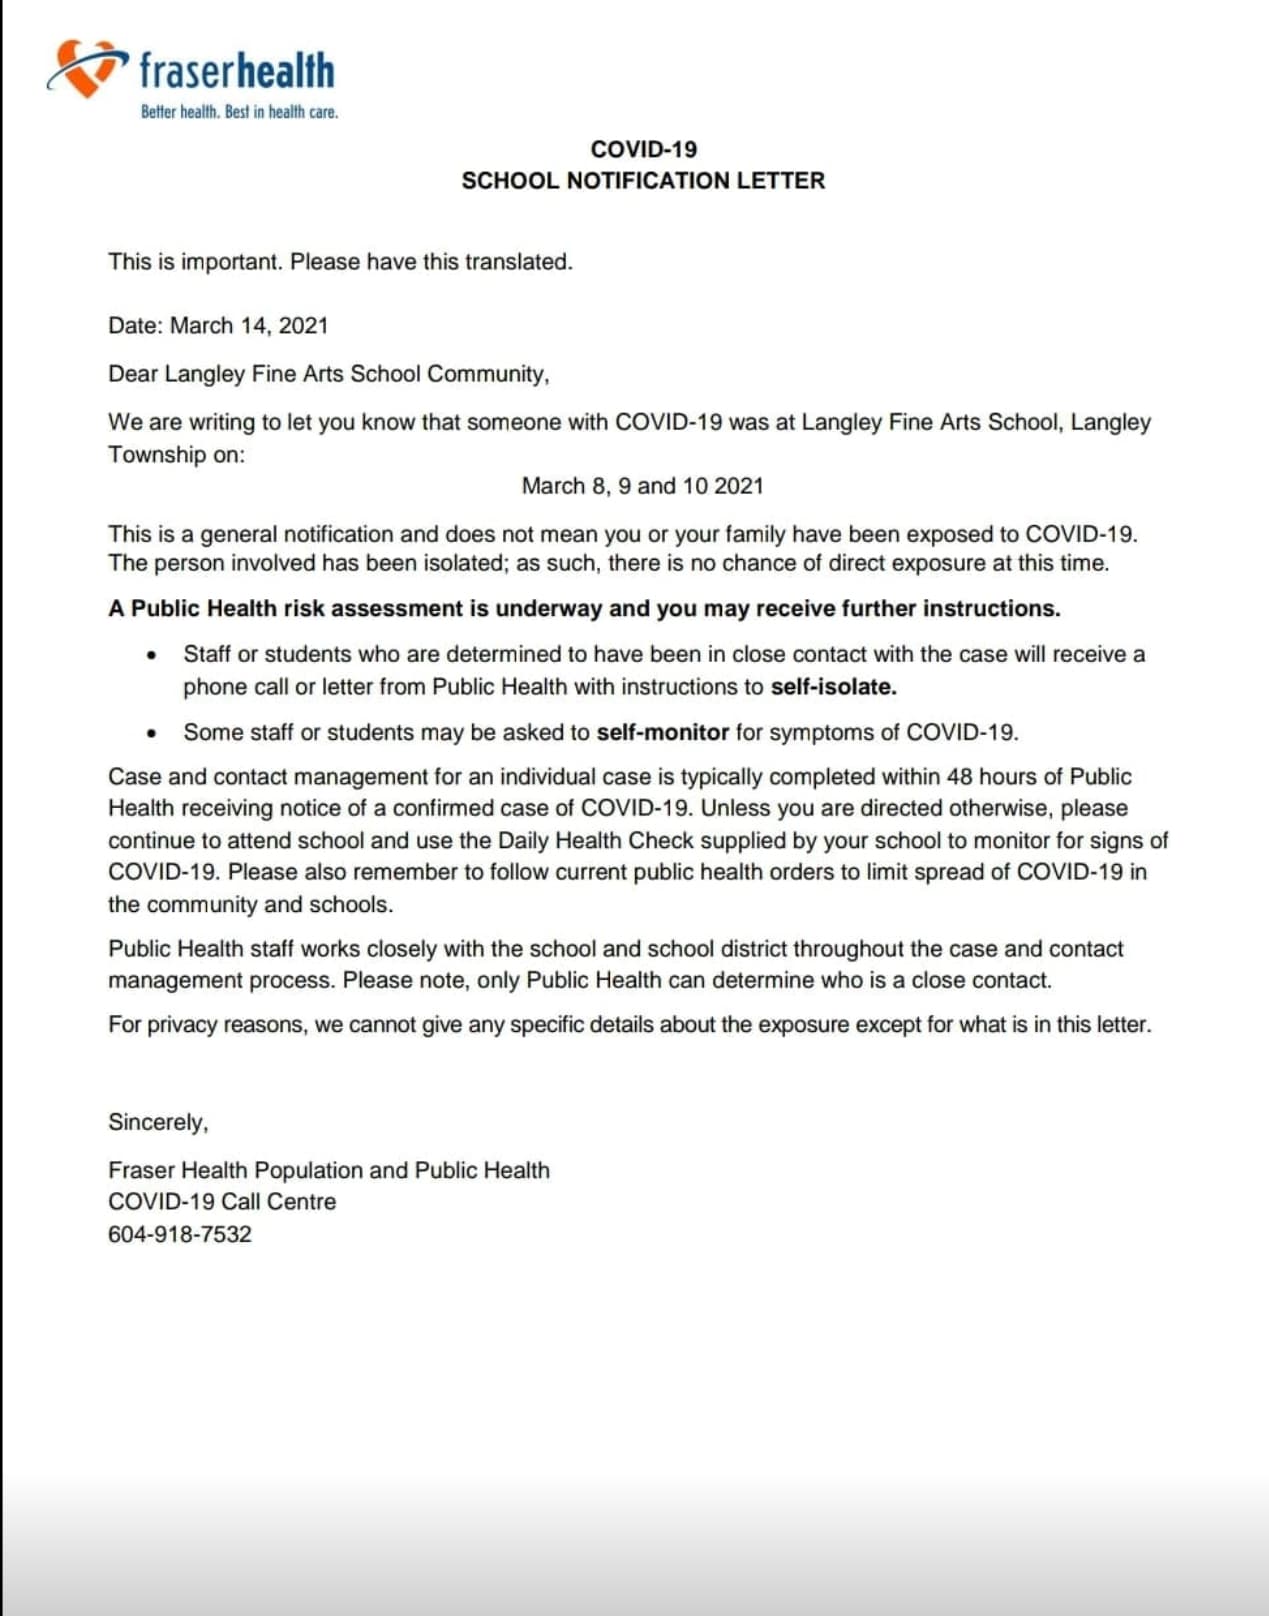 fraserhealth
Better health. Best in health care.
COVID-19
SCHOOL NOTIFICATION LETTER
This is important. Please have this translated.
Date: March 14, 2021
Dear Langley Fine Arts School Community,
We are writing to let you know that someone with COVID-19 was at Langley Fine Arts School, Langley
Township on:
March 8, 9 and 10 2021
This is a general notification and does not mean you or your family have been exposed to COVID-19.
The person involved has been isolated; as such, there is no chance of direct exposure at this time.
A Public Health risk assessment is underway and you may receive further instructions.
• Staff or students who are determined to have been in close contact with the case will receive a
phone call or letter from Public Health with instructions to self-isolate.
• Some staff or students may be asked to self-monitor for symptoms of COVID-19.
Case and contact management for an individual case is typically completed within 48 hours of Public
Health receiving notice of a confirmed case of COVID-19. Unless you are directed otherwise, please
continue to attend school and use the Daily Health Check supplied by your school to monitor for signs of
COVID-19. Please also remember to follow current public health orders to limit spread of COVID-19 in
the community and schools.
Public Health staff works closely with the school and school district throughout the case and contact
management process. Please note, only Public Health can determine who is a close contact.
For privacy reasons, we cannot give any specific details about the exposure except for what is in this letter.
Sincerely,
Fraser Health Population and Public Health
COVID-19 Call Centre
604-918-7532